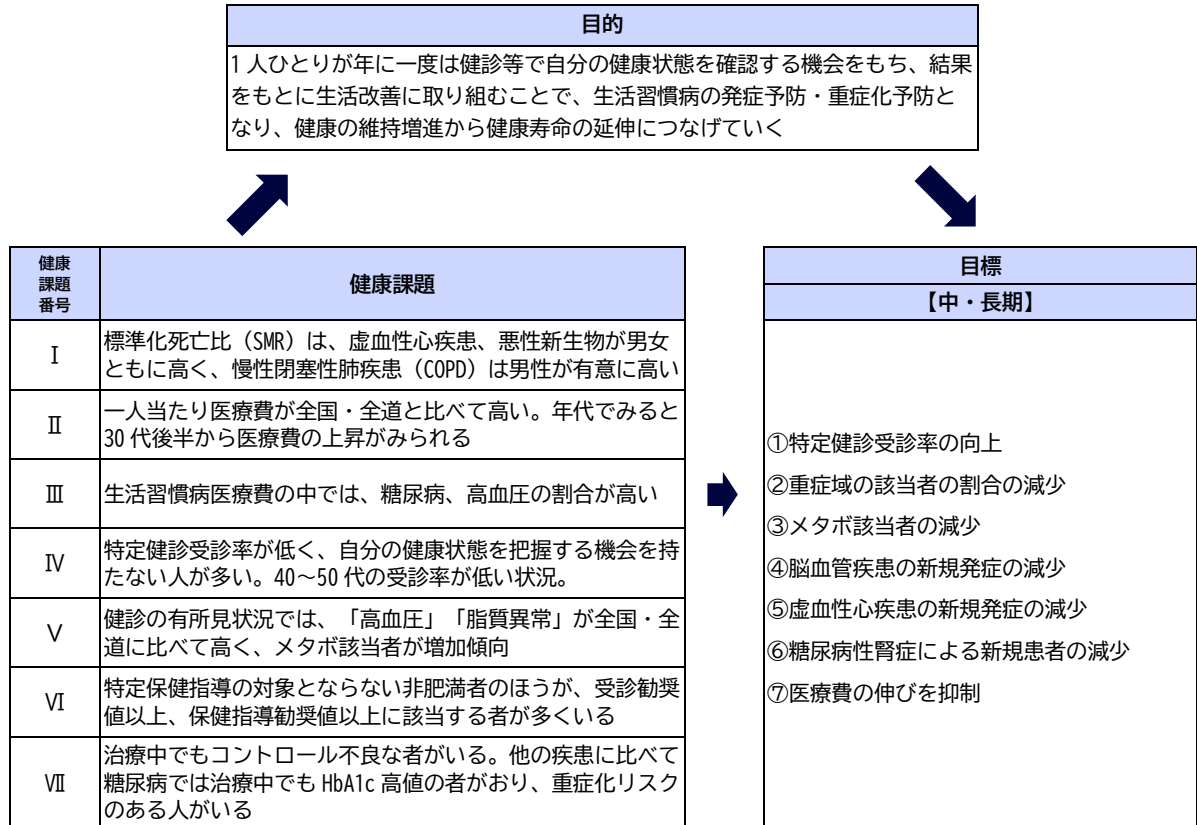 目的
1人ひとりが年に一度は健診等で自分の健康状態を確認する機会をもち、結果
をもとに生活改善に取り組むことで、生活習慣病の発症予防・重症化予防と
なり、健康の維持増進から健康寿命の延伸につなげていく
健康
課題
番号
健康課題
Ⅰ
標準化死亡比（SMR）は、虚血性心疾患、悪性新生物が男女
ともに高く、慢性閉塞性肺疾患（COPD）は男性が有意に高い
Ⅱ
一人当たり医療費が全国・全道と比べて高い。年代でみると
30代後半から医療費の上昇がみられる
Ⅲ
生活習慣病医療費の中では、糖尿病、高血圧の割合が高い
Ⅳ
特定健診受診率が低く、自分の健康状態を把握する機会を持
たない人が多い。40～50代の受診率が低い状況。
Ⅴ
健診の有所見状況では、「高血圧」「脂質異常」が全国・全
道に比べて高く、メタボ該当者が増加傾向
Ⅵ
特定保健指導の対象とならない非肥満者のほうが、受診勧奨
値以上、保健指導勧奨値以上に該当する者が多くいる
Ⅶ
治療中でもコントロール不良な者がいる。他の疾患に比べて
糖尿病では治療中でもHbA1c高値の者がおり、重症化リスク
のある人がいる
目標
【中・長期】
①特定健診受診率の向上
②重症域の該当者の割合の減少
③メタボ該当者の減少
④脳血管疾患の新規発症の減少
⑤虚血性心疾患の新規発症の減少
⑥糖尿病性腎症による新規患者の減少
⑦医療費の伸びを抑制